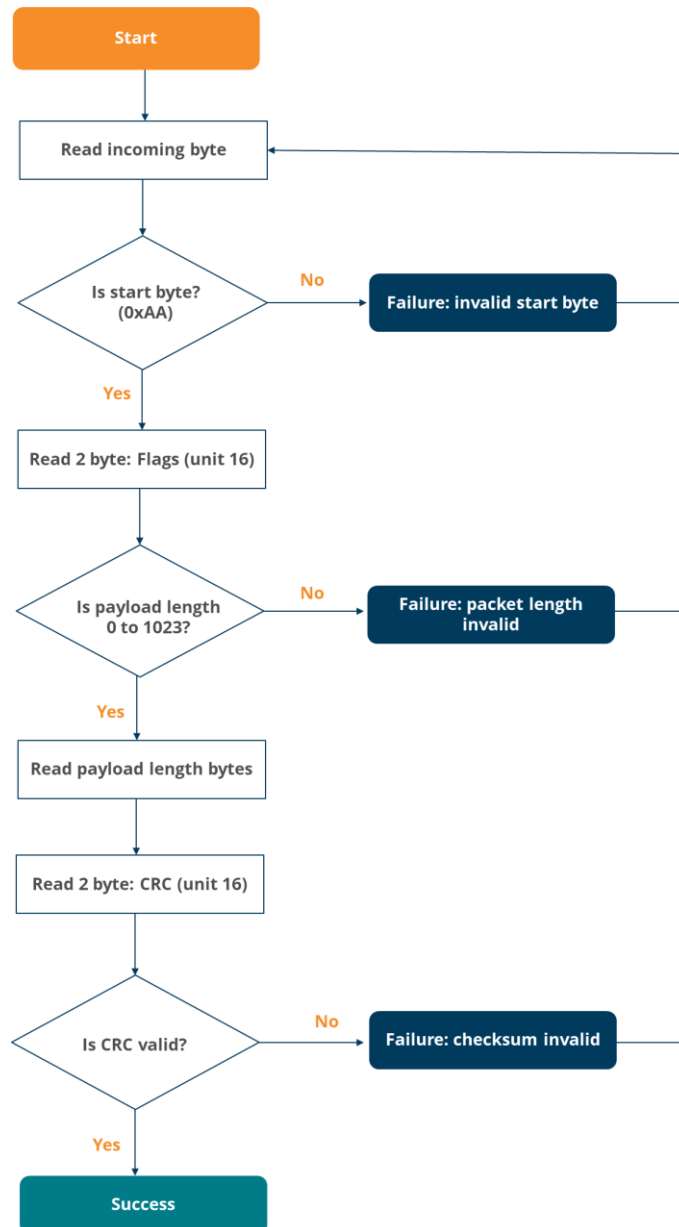 Start
Read incoming byte
Is start byte?
(0xAA)
No
Failure: invalid start byte
Yes
Read 2 byte: Flags (unit 16)
Is payload length
0 to 1023?
No
Failure: packet length
invalid
Yes
Read payload length bytes
Read 2 byte: CRC (unit 16)
Is CRC valid?
No
Failure: checksum invalid
Yes
Success